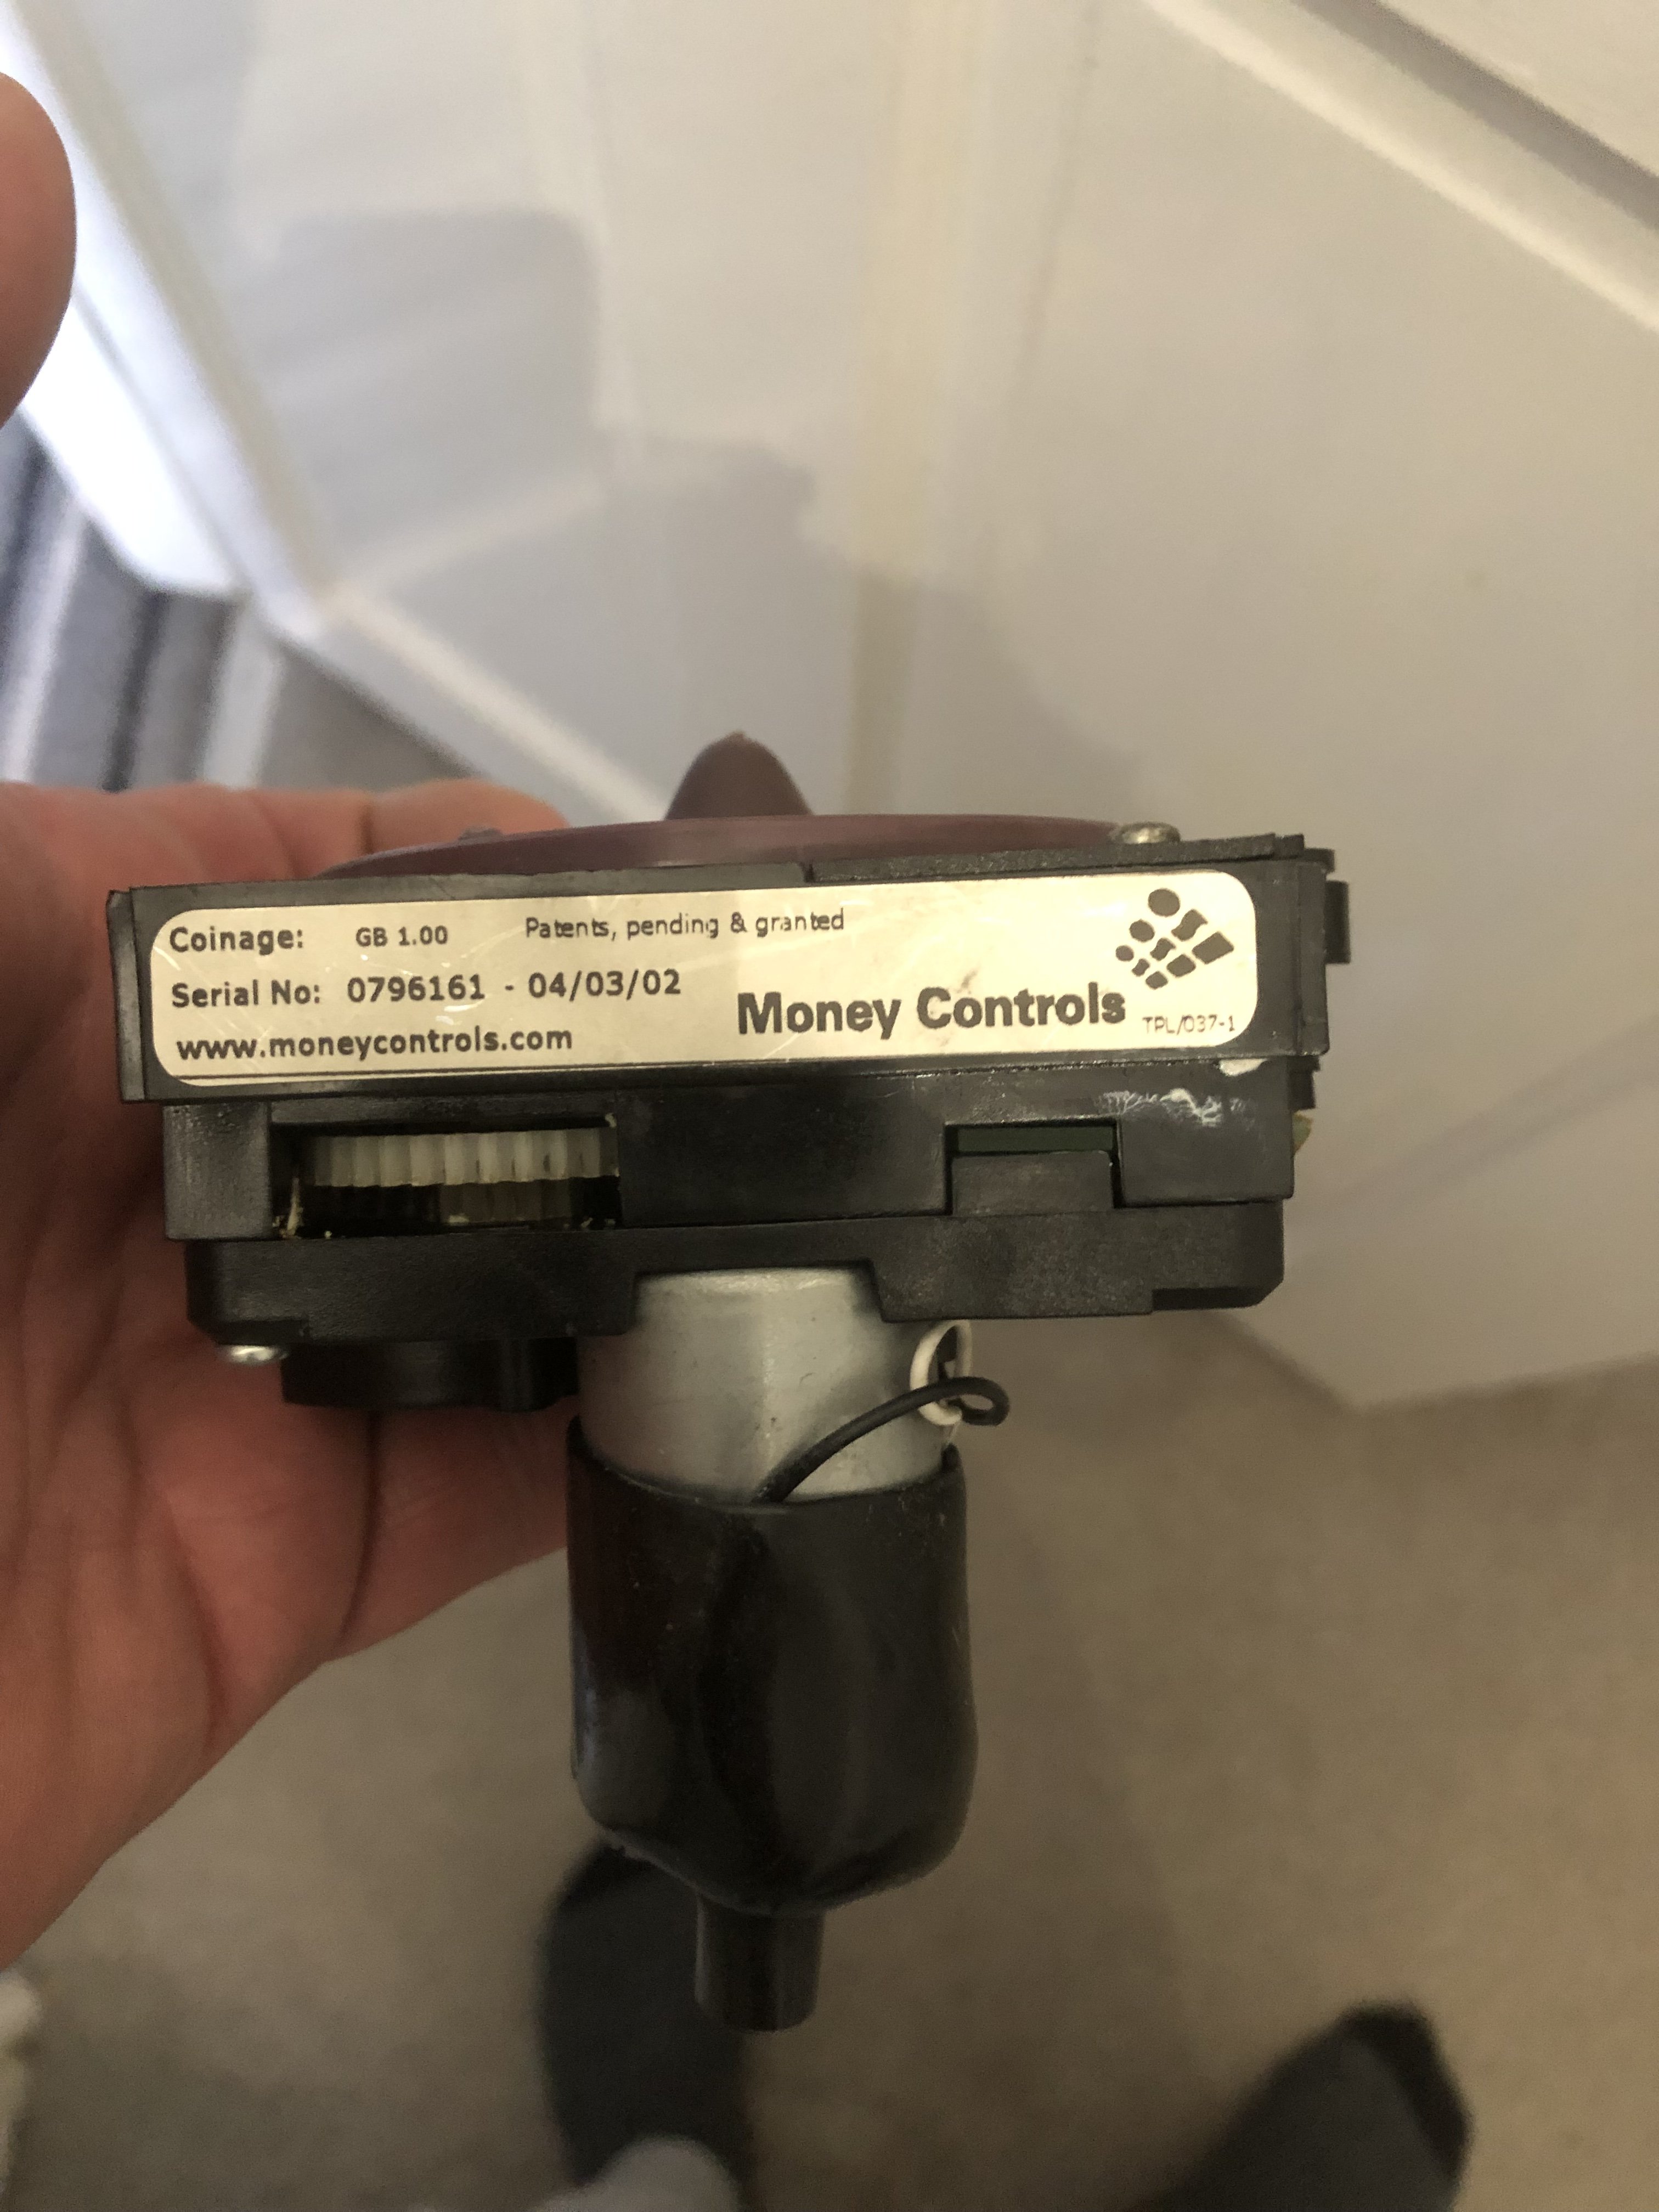 Coinage: GB 1.00 Patents, pending & granted
Serial No: 0796161 - 04/03/02
www.moneycontrols.com
Money Controls
TPL/037-1